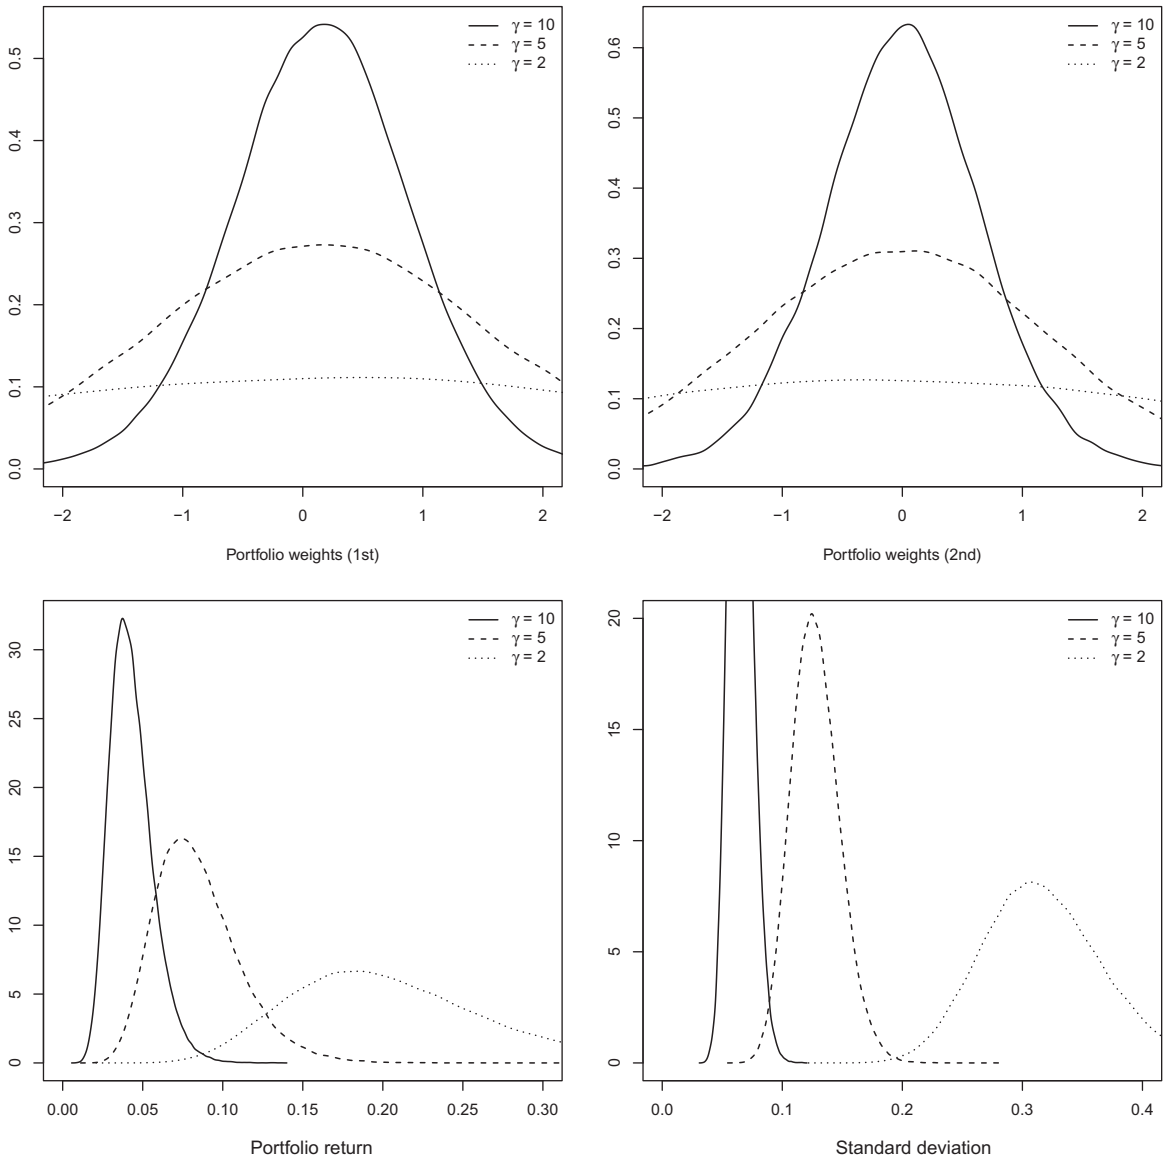 γ = 10
γ = 5
γ = 2
0.0 0.1 0.2 0.3 0.4 0.5
−2 −1 0 1 2
Portfolio weights (1st)
γ = 10
γ = 5
γ = 2
0.0 0.1 0.2 0.3 0.4 0.5 0.6
−2 −1 0 1 2
Portfolio weights (2nd)
γ = 10
γ = 5
γ = 2
0 5 10 15 20 25 30
0.00 0.05 0.10 0.15 0.20 0.25 0.30
Portfolio return
γ = 10
γ = 5
γ = 2
0 5 10 15 20
0.0 0.1 0.2 0.3 0.4
Standard deviation